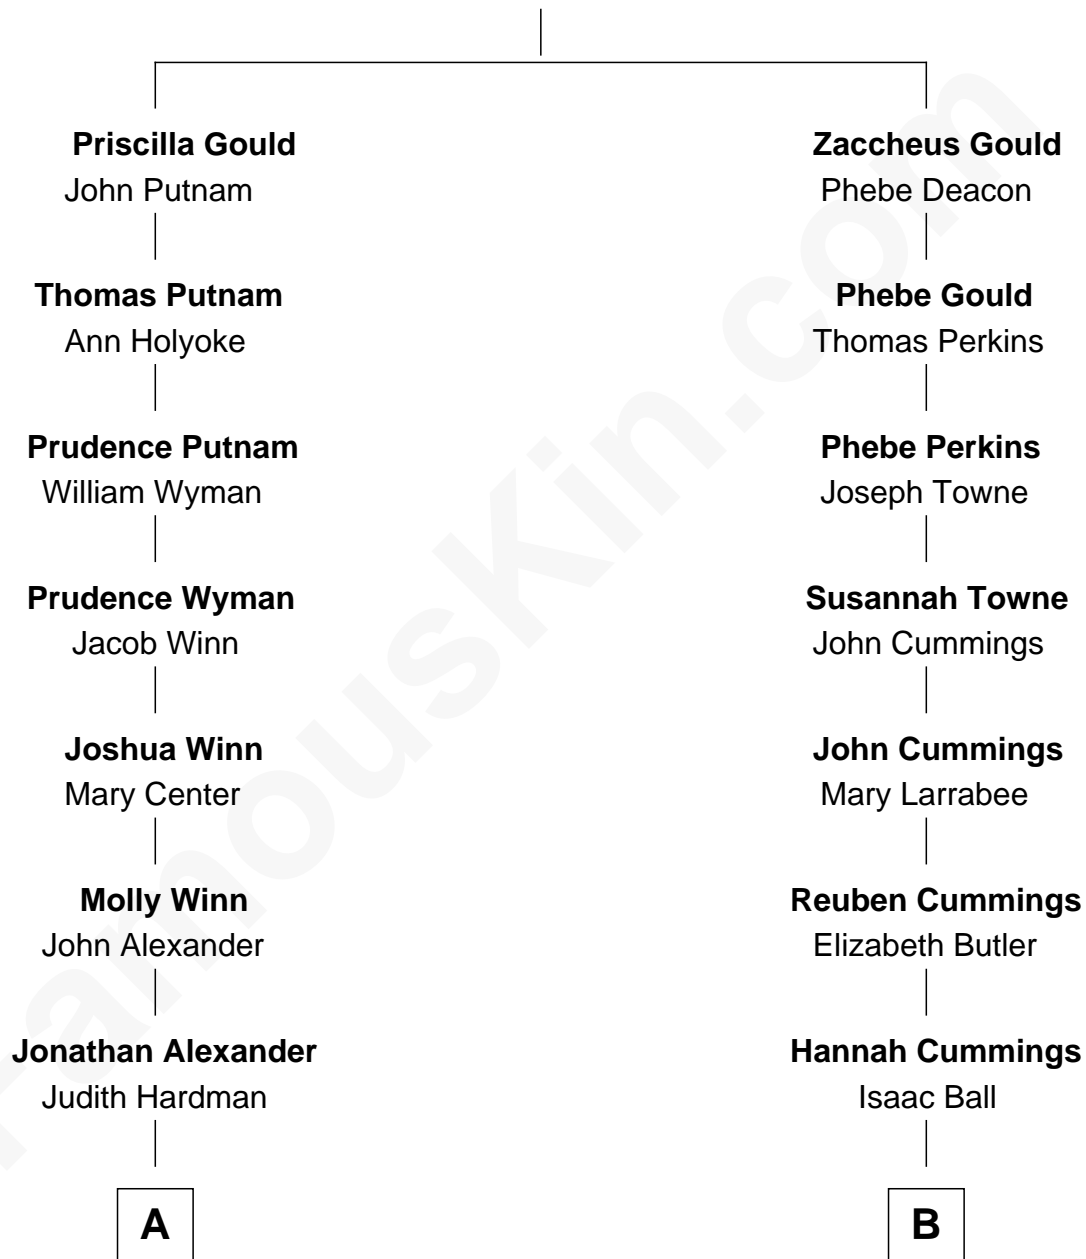 Priscilla Gould
John Putnam
Zaccheus Gould
Phebe Deacon
Thomas Putnam
Ann Holyoke
Phebe Gould
Thomas Perkins
Prudence Putnam
William Wyman
Phebe Perkins
Joseph Towne
Prudence Wyman
Jacob Winn
Susannah Towne
John Cummings
Joshua Winn
Mary Center
John Cummings
Mary Larrabee
Molly Winn
John Alexander
Reuben Cummings
Elizabeth Butler
Jonathan Alexander
Judith Hardman
Hannah Cummings
Isaac Ball
A
B
FamousKin.com